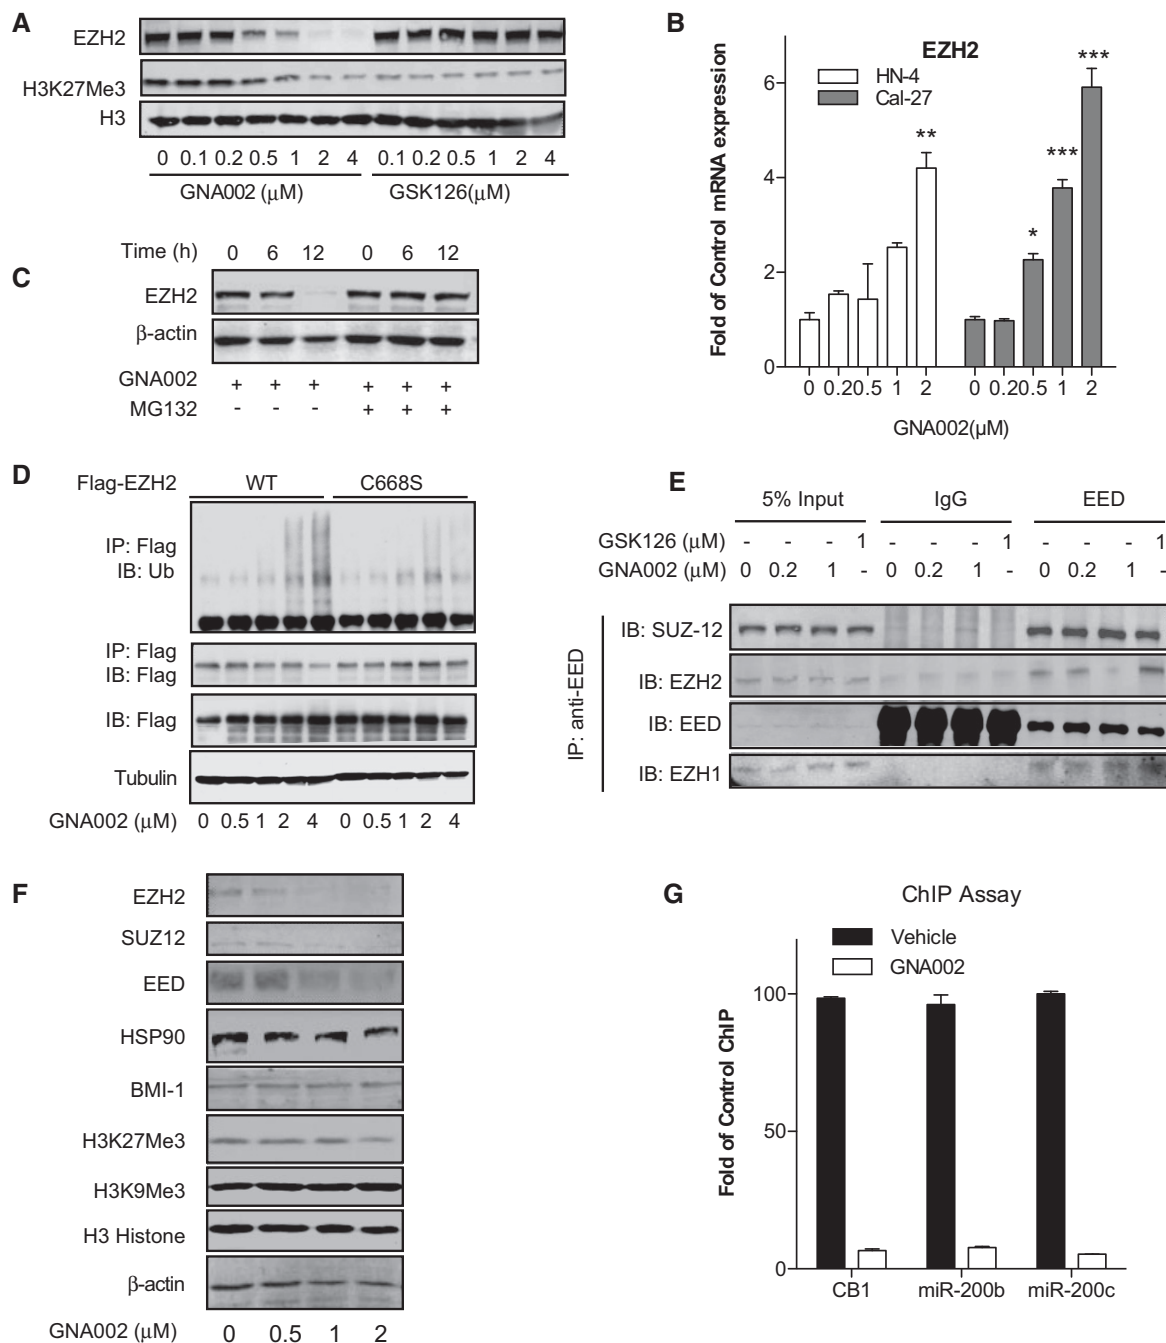 A
EZH2
H3K27Me3
H3
0 0.1 0.2 0.5 1 2 4 0.1 0.2 0.5 1 2 4
GNA002 (μM) GSK126(μM)
B
EZH2
HN-4
Cal-27
Fold of Control mRNA expression
6
4
2
0
**
*
***
***
0 0.2 0.5 1 2 0 0.2 0.5 1 2
GNA002(μM)
C
Time (h) 0 6 12 0 6 12
EZH2
β-actin
GNA002 + + + + + +
MG132 - - - + + +
D
Flag-EZH2 WT C668S
IP: Flag
IB: Ub
IP: Flag
IB: Flag
IB: Flag
Tubulin
GNA002 (μM) 0 0.5 1 2 4 0 0.5 1 2 4
E
5% Input IgG EED
GSK126 (μM) - - - 1 - - - 1 - - - 1
GNA002 (μM) 0 0.2 1 - 0 0.2 1 - 0 0.2 1 -
IP: anti-EED
IB: SUZ-12
IB: EZH2
IB: EED
IB: EZH1
F
EZH2
SUZ12
EED
HSP90
BMI-1
H3K27Me3
H3K9Me3
H3 Histone
β-actin
GNA002 (μM) 0 0.5 1 2
G
ChIP Assay
Vehicle
GNA002
Fold of Control ChIP
100
50
0
CB1 miR-200b miR-200c